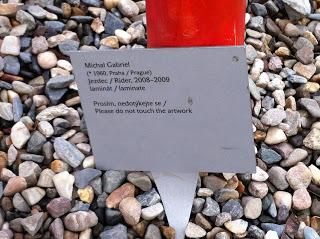 Michal Gabriel
(* 1960, Praha / Prague)
Jezdec / Rider, 2008–2009
laminát / laminate
Prosím, nedotýkejte se /
Please do not touch the artwork